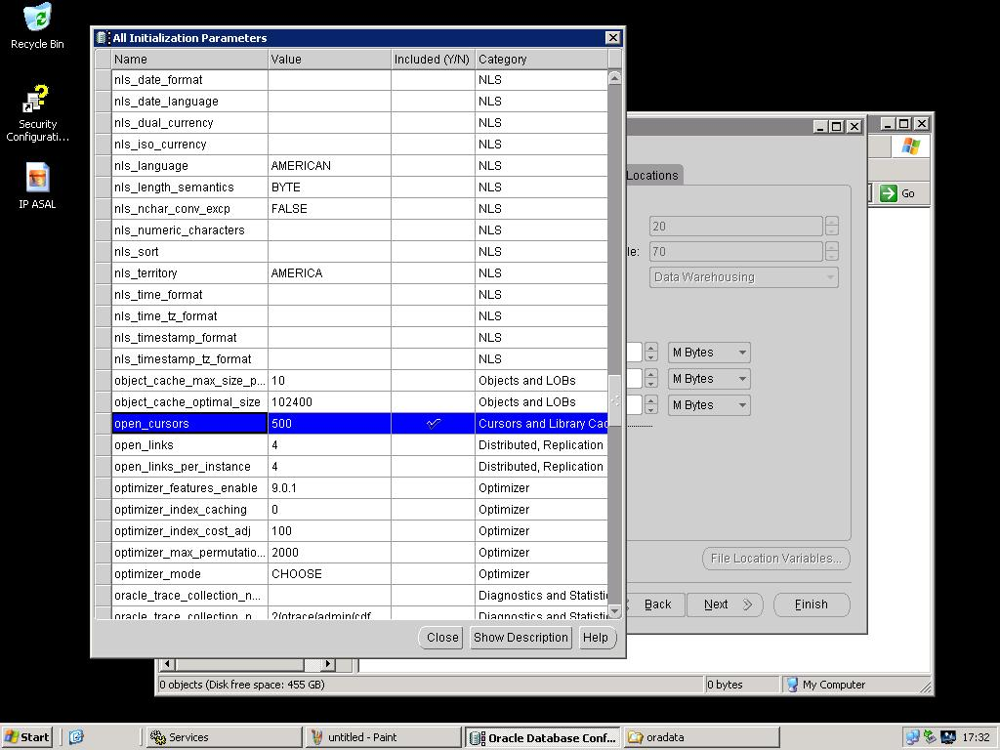 Recycle Bin
Security
Configurati...
IP ASAL
All Initialization Parameters
Name Value Included (Y/N) Category
nls_date_format NLS
nls_date_language NLS
nls_dual_currency NLS
nls_iso_currency NLS
nls_language AMERICAN NLS
nls_length_semantics BYTE NLS
nls_nchar_conv_excp FALSE NLS
nls_numeric_characters NLS
nls_sort NLS
nls_territory AMERICA NLS
nls_time_format NLS
nls_time_tz_format NLS
nls_timestamp_format NLS
nls_timestamp_tz_format NLS
object_cache_max_size_p... 10 Objects and LOBs
object_cache_optimal_size 102400 Objects and LOBs
open_cursors 500 Cursors and Library Cac
open_links 4 Distributed, Replication
open_links_per_instance 4 Distributed, Replication
optimizer_features_enable 9.0.1 Optimizer
optimizer_index_caching 0 Optimizer
optimizer_index_cost_adj 100 Optimizer
optimizer_max_permutatio... 2000 Optimizer
optimizer_mode CHOOSE Optimizer
oracle_trace_collection_n... Diagnostics and Statistic
oracle_trace_collection_p ?/otrace/admin/cdf Diagnostics and Statistic
Close Show Description Help
Locations
20
le: 70
Data Warehousing
M Bytes
M Bytes
M Bytes
File Location Variables...
Back Next Finish
Go
0 objects (Disk free space: 455 GB) 0 bytes My Computer
Start Services untitled - Paint Oracle Database Conf... oradata 17:32